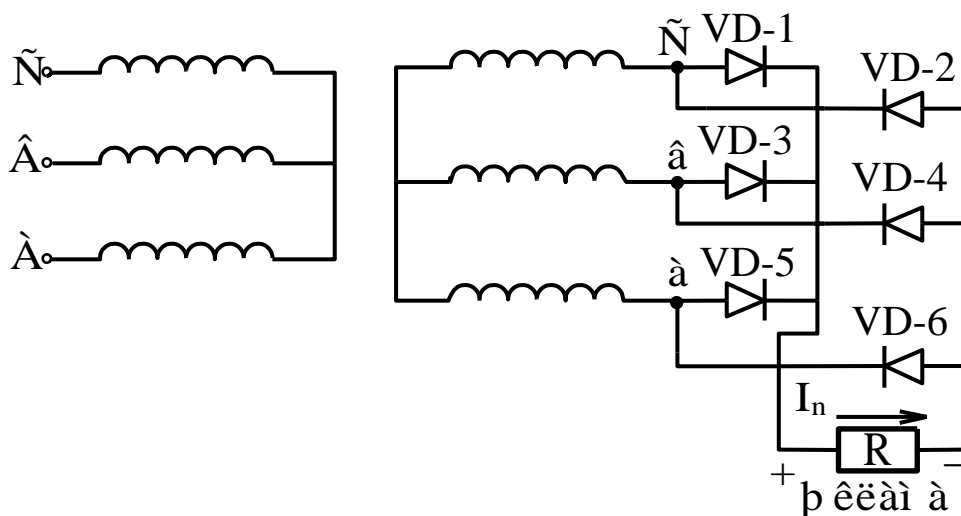 Ñ
Â
À
Ñ
â
à
VD-1
VD-2
VD-3
VD-4
VD-5
VD-6
In
R
+ −
þ êëàì à